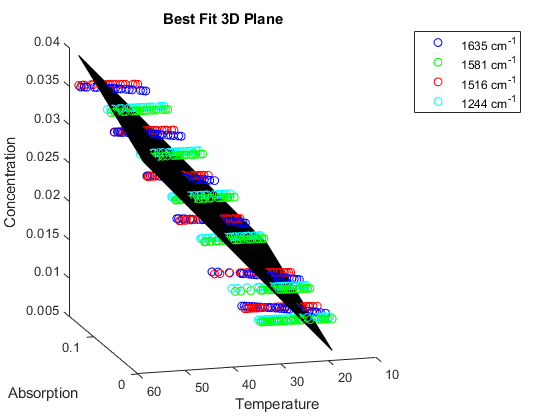 Best Fit 3D Plane
1635 cm⁻¹
1581 cm⁻¹
1516 cm⁻¹
1244 cm⁻¹
0.04
0.035
0.03
0.025
0.02
0.015
0.01
0.005
Concentration
0.1
0
Absorption
60
50
40
30
20
10
Temperature